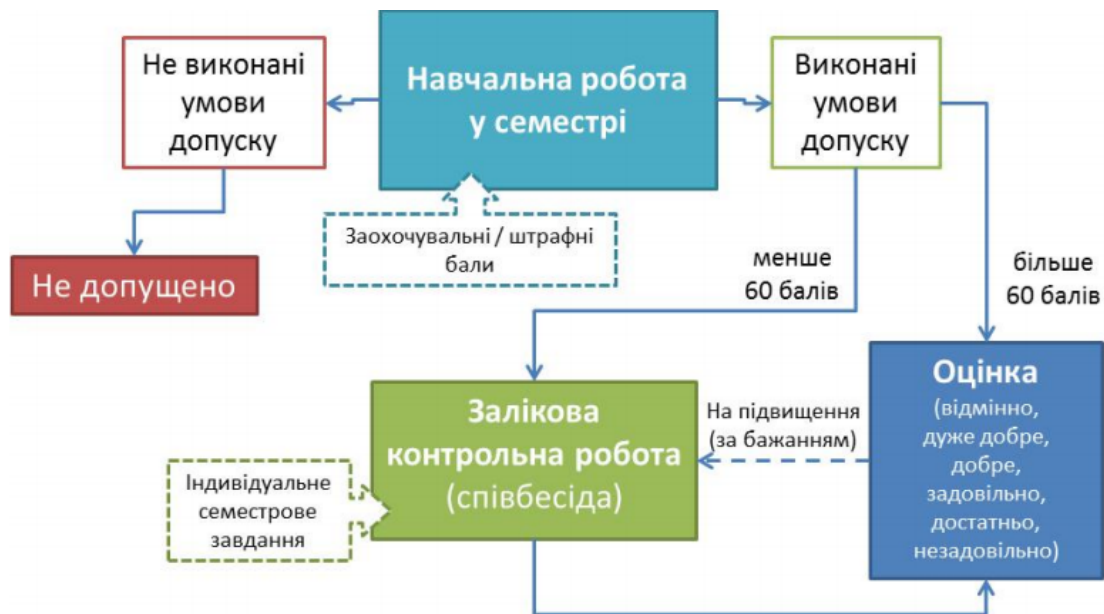 Не виконані
умови
допуску
Навчальна робота
у семестрі
Виконані
умови
допуску
Заохочувальні / штрафні
бали
Не допущено
менше
60 балів
більше
60 балів
Залікова
контрольна робота
(співбесіда)
Індивідуальне
семестрове
завдання
На підвищення
(за бажанням)
Оцінка
(відмінно,
дуже добре,
добре,
задовільно,
достатньо,
незадовільно)